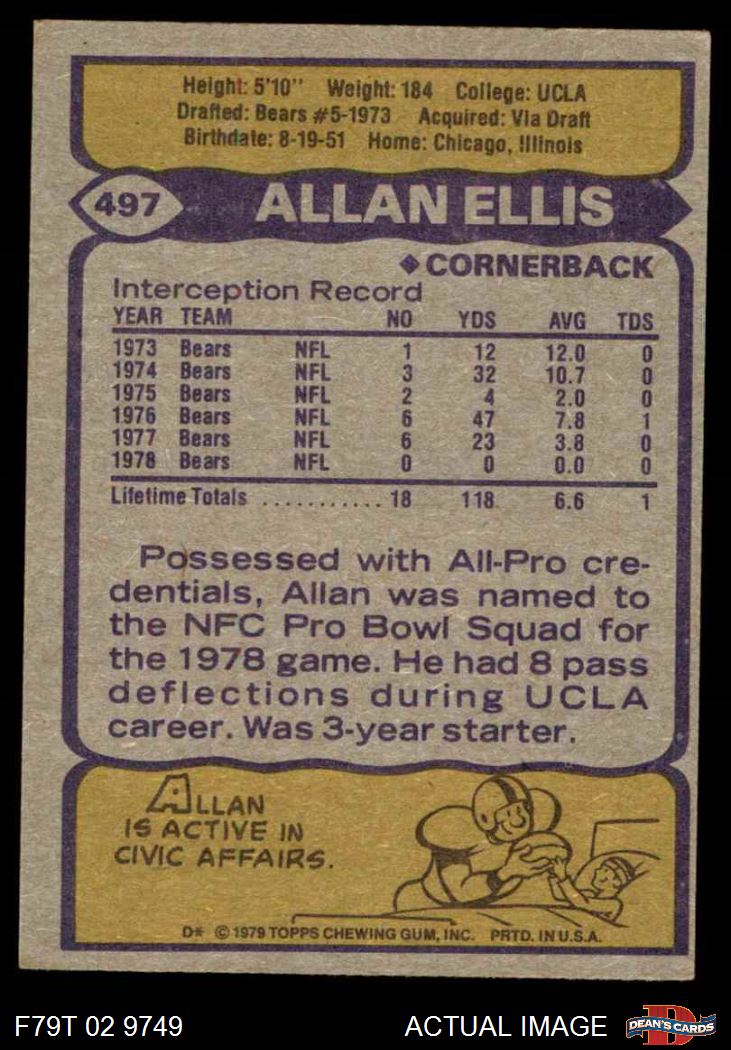 Height: 5'10" Weight: 184 College: UCLA
Drafted: Bears #5-1973 Acquired: Via Draft
Birthdate: 8-19-51 Home: Chicago, Illinois
497 ALLAN ELLIS
◆ CORNERBACK
Interception Record
YEAR TEAM NO YDS AVG TDS
1973 Bears NFL 1 12 12.0 0
1974 Bears NFL 3 32 10.7 0
1975 Bears NFL 2 4 2.0 0
1976 Bears NFL 6 47 7.8 1
1977 Bears NFL 6 23 3.8 0
1978 Bears NFL 0 0 0.0 0
Lifetime Totals ............ 18 118 6.6 1
Possessed with All-Pro cre-
dentials, Allan was named to
the NFC Pro Bowl Squad for
the 1978 game. He had 8 pass
deflections during UCLA
career. Was 3-year starter.
ALLAN
IS ACTIVE IN
CIVIC AFFAIRS.
D* © 1979 TOPPS CHEWING GUM, INC. PRTD. IN U.S.A.
F79T 02 9749 ACTUAL IMAGE DEAN'S CARDS